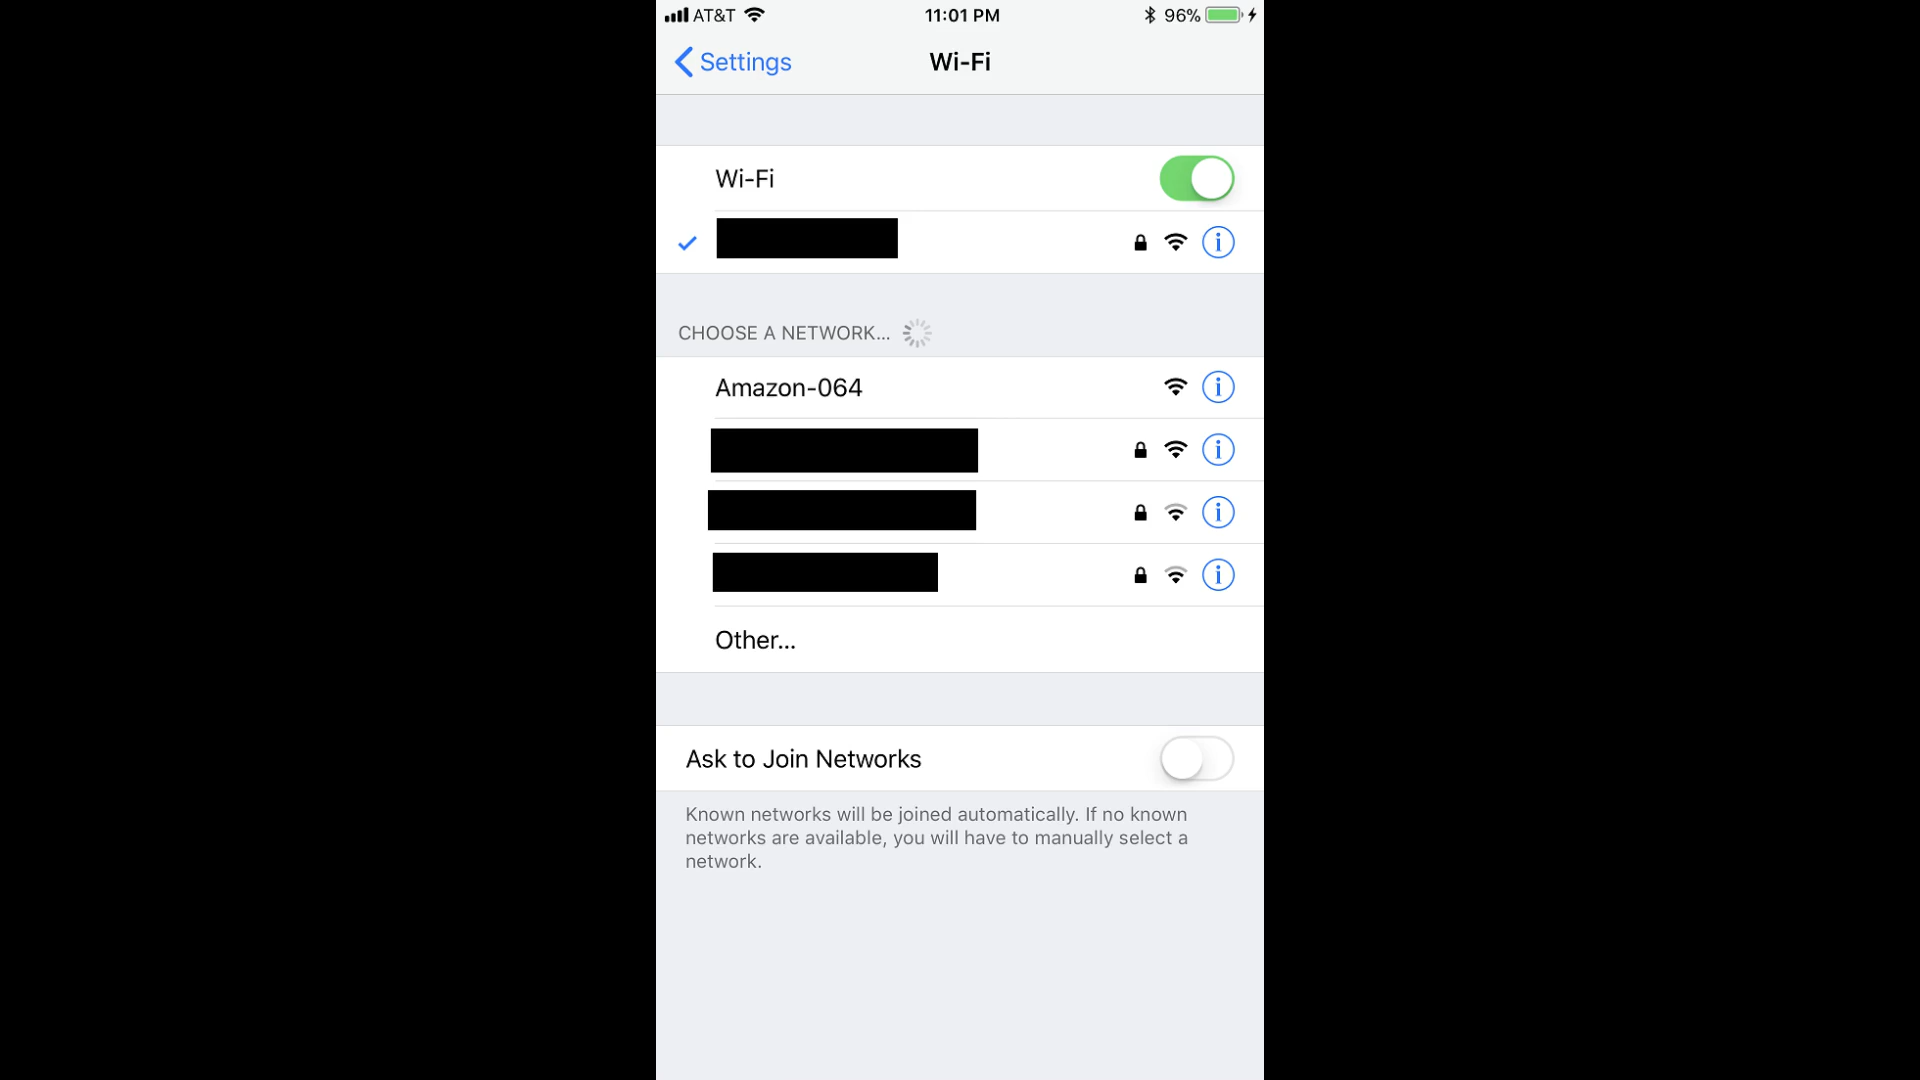 AT&T 11:01 PM 96%
Settings Wi-Fi
Wi-Fi
CHOOSE A NETWORK...
Amazon-064
Other...
Ask to Join Networks
Known networks will be joined automatically. If no known
networks are available, you will have to manually select a
network.